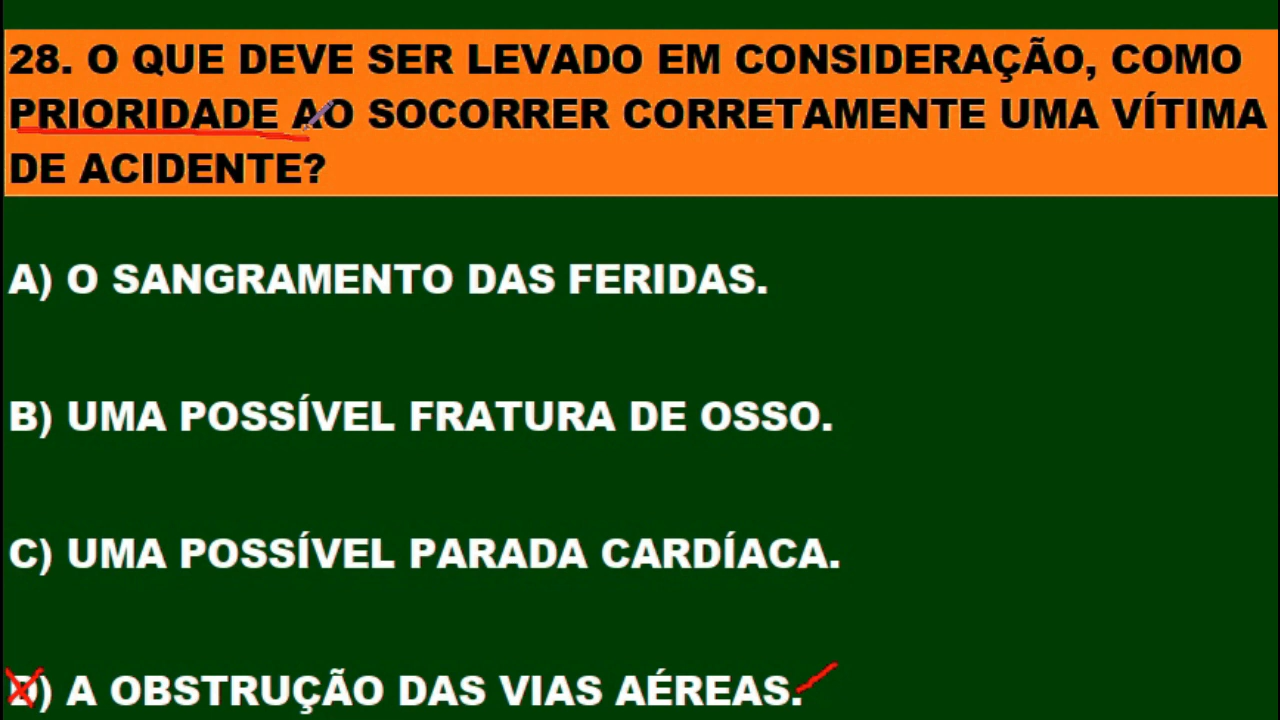 28. O QUE DEVE SER LEVADO EM CONSIDERAÇÃO, COMO
PRIORIDADE AO SOCORRER CORRETAMENTE UMA VÍTIMA
DE ACIDENTE?
A) O SANGRAMENTO DAS FERIDAS.
B) UMA POSSÍVEL FRATURA DE OSSO.
C) UMA POSSÍVEL PARADA CARDÍACA.
D) A OBSTRUÇÃO DAS VIAS AÉREAS.